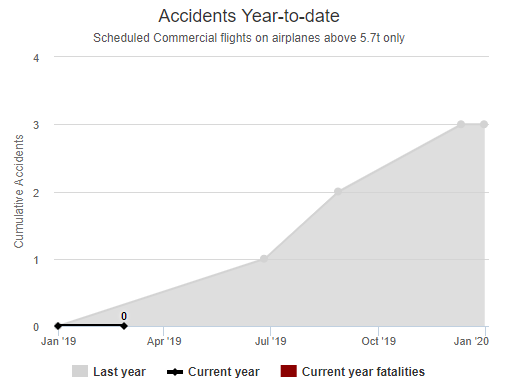 Accidents Year-to-date
Scheduled Commercial flights on airplanes above 5.7t only
Cumulative Accidents
4
3
2
1
0
0
Jan '19
Apr '19
Jul '19
Oct '19
Jan '20
Last year
Current year
Current year fatalities